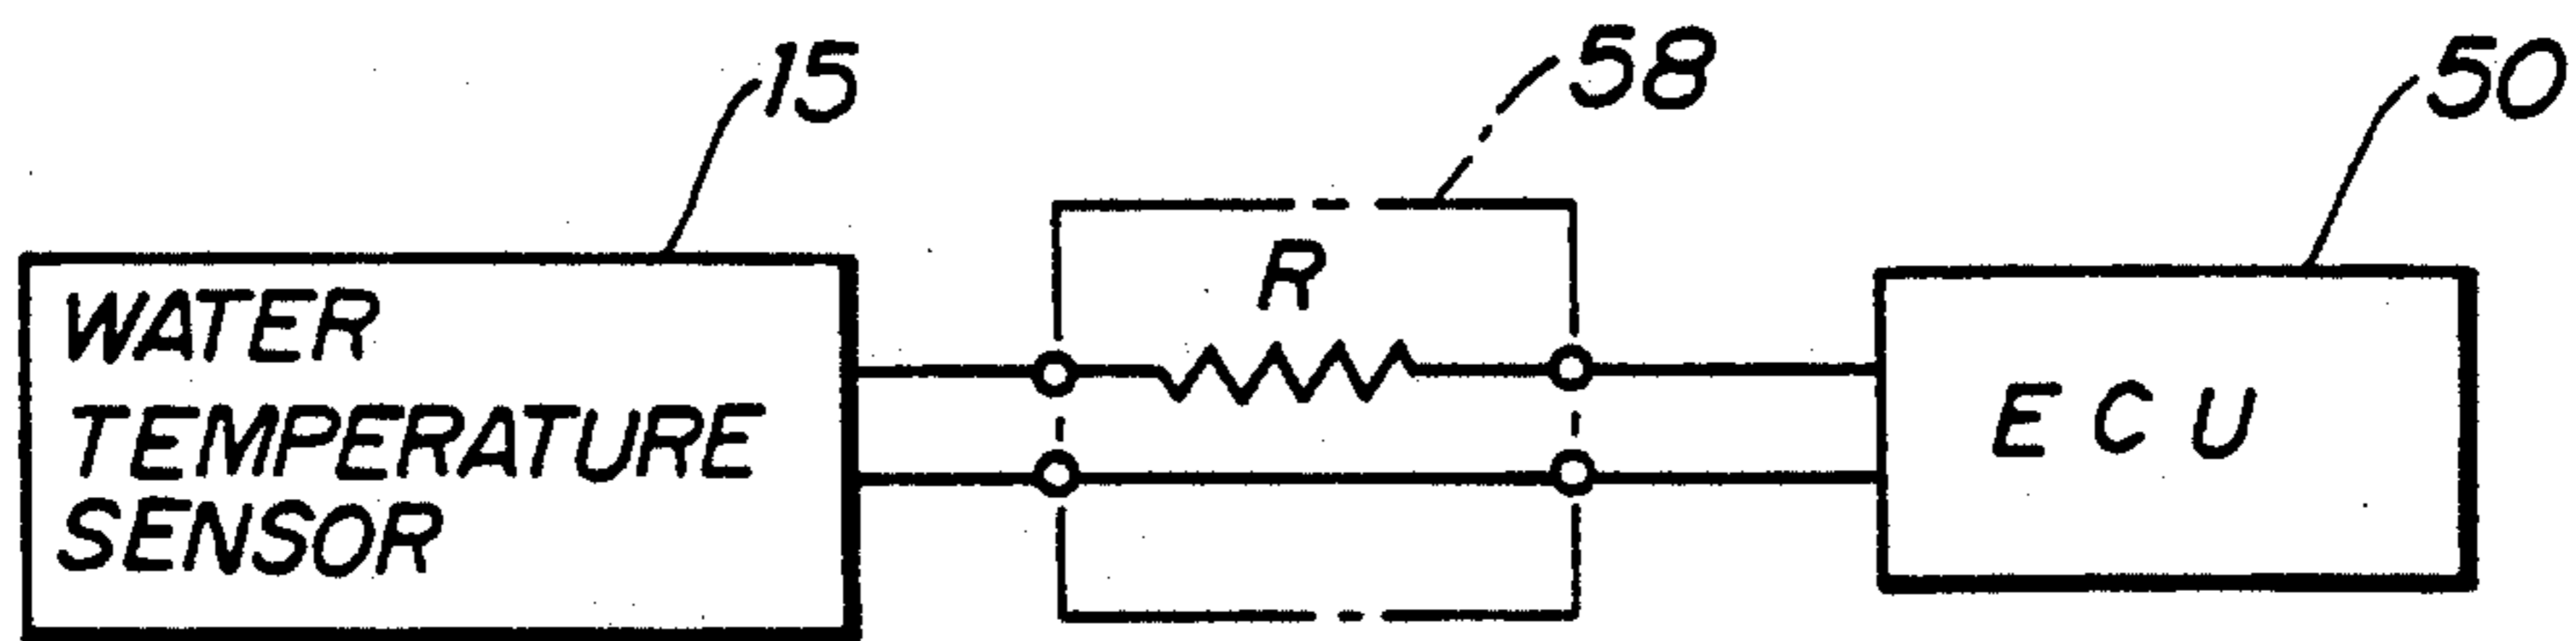 15
58
50
R
WATER
TEMPERATURE
SENSOR
E C U